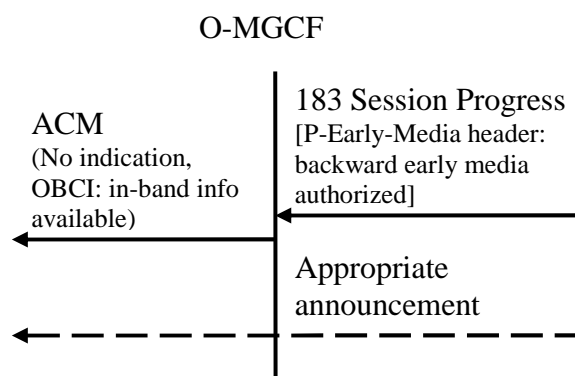 O-MGCF
ACM
(No indication,
OBCI: in-band info
available)
183 Session Progress
[P-Early-Media header:
backward early media
authorized]
Appropriate
announcement